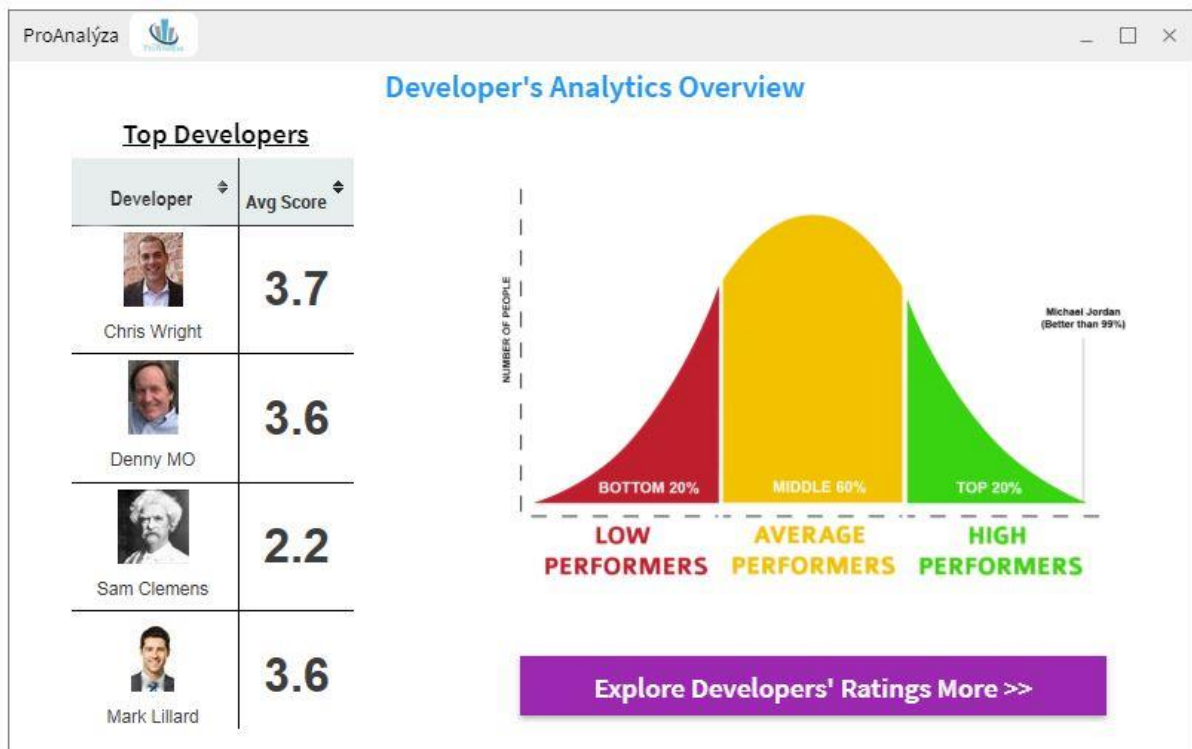 ProAnalýza
Developer's Analytics Overview
Top Developers
Developer
Avg Score
Chris Wright
3.7
Denny MO
3.6
Sam Clemens
2.2
Mark Lillard
3.6
NUMBER OF PEOPLE
Michael Jordan
(Better than 99%)
BOTTOM 20%
MIDDLE 60%
TOP 20%
LOW
PERFORMERS
AVERAGE
PERFORMERS
HIGH
PERFORMERS
Explore Developers' Ratings More >>